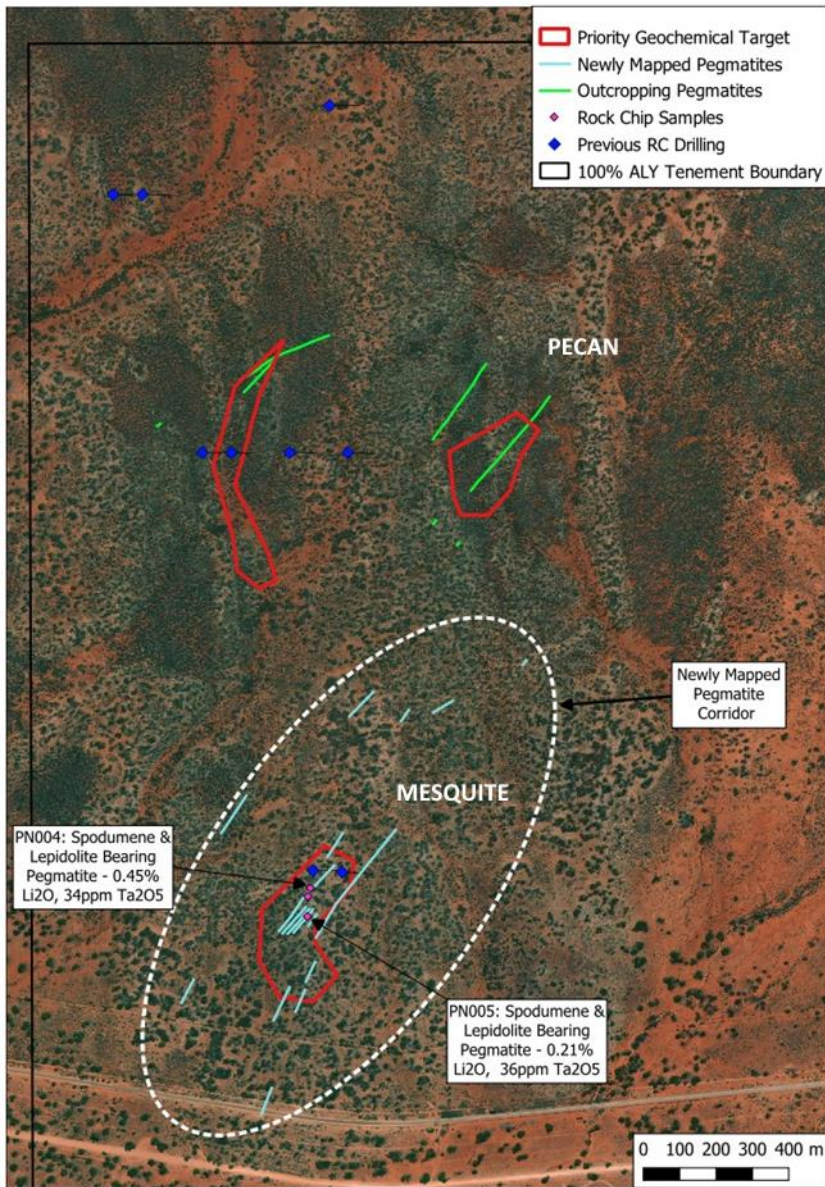 Priority Geochemical Target
Newly Mapped Pegmatites
Outcropping Pegmatites
Rock Chip Samples
Previous RC Drilling
100% ALY Tenement Boundary
PECAN
Newly Mapped
Pegmatite
Corridor
MESQUITE
PN004: Spodumene &
Lepidolite Bearing
Pegmatite - 0.45%
Li2O, 34ppm Ta2O5
PN005: Spodumene &
Lepidolite Bearing
Pegmatite - 0.21%
Li2O, 36ppm Ta2O5
0 100 200 300 400 m